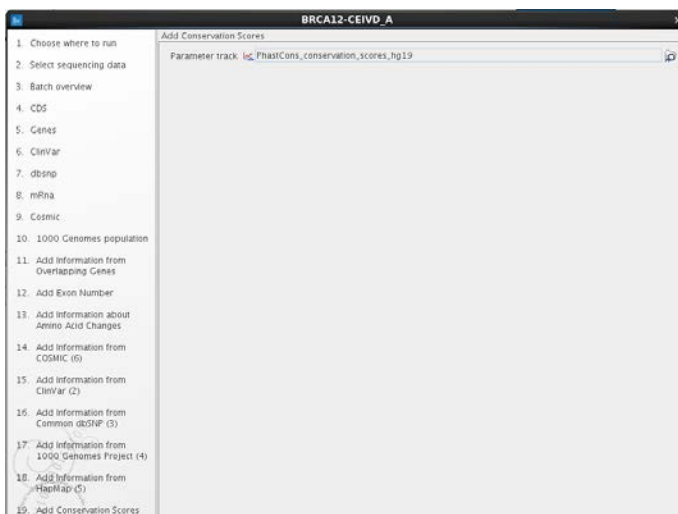 BRCA12-CEIVD_A
1. Choose where to run
2. Select sequencing data
3. Batch overview
4. CDS
5. Genes
6. ClinVar
7. dbsnp
8. mRna
9. Cosmic
10. 1000 Genomes population
11. Add Information from
Overlapping Genes
12. Add Exon Number
13. Add Information about
Amino Acid Changes
14. Add Information from
COSMIC (6)
15. Add Information from
ClinVar (2)
16. Add Information from
Common dbSNP (3)
17. Add Information from
1000 Genomes Project (4)
18. Add Information from
HapMap (5)
19. Add Conservation Scores
Add Conservation Scores
Parameter track PhastCons_conservation_scores_hg19